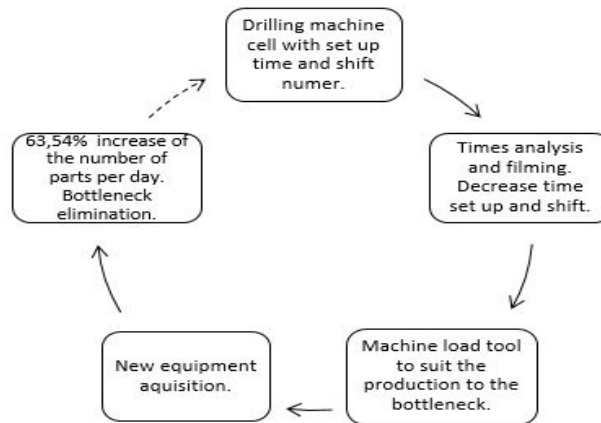 Drilling machine
cell with set up
time and shift
numer.
Times analysis
and filming.
Decrease time
set up and shift.
Machine load tool
to suit the
production to the
bottleneck.
New equipment
aquisition.
63,54% increase of
the number of
parts per day.
Bottleneck
elimination.